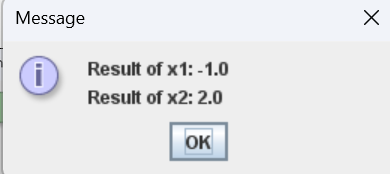 Message
Result of x1: -1.0
Result of x2: 2.0
OK